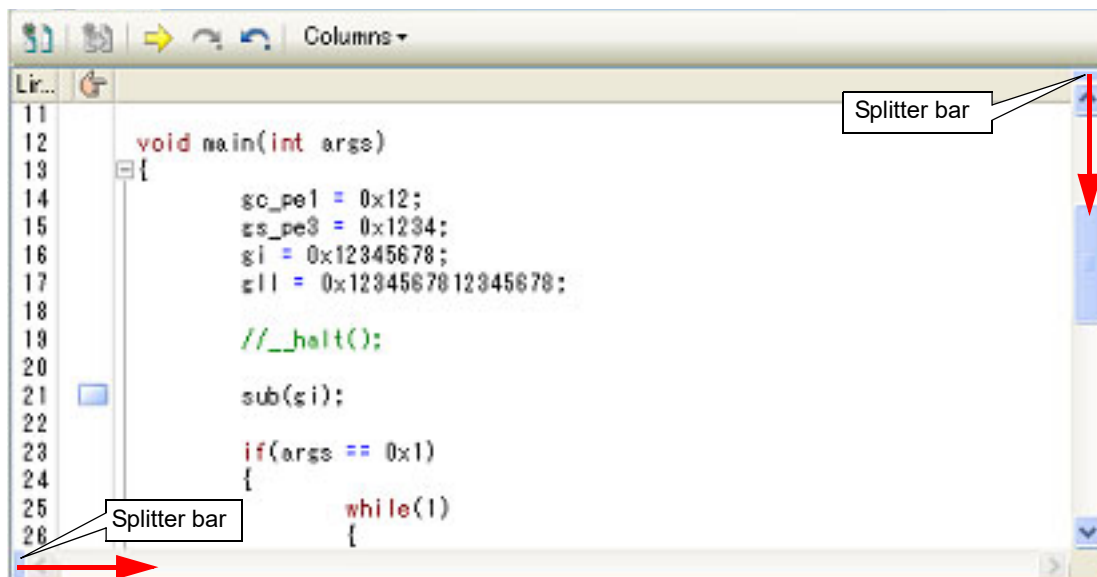 Columns
Lir...
Splitter bar
11
12 void main(int args)
13 {
14 gc_pe1 = 0x12;
15 gs_pe3 = 0x1234;
16 gi = 0x12345678;
17 gll = 0x1234567812345678;
18
19 //__halt();
20
21 sub(gi);
22
23 if(args == 0x1)
24 {
25 while(1)
Splitter bar
26 {